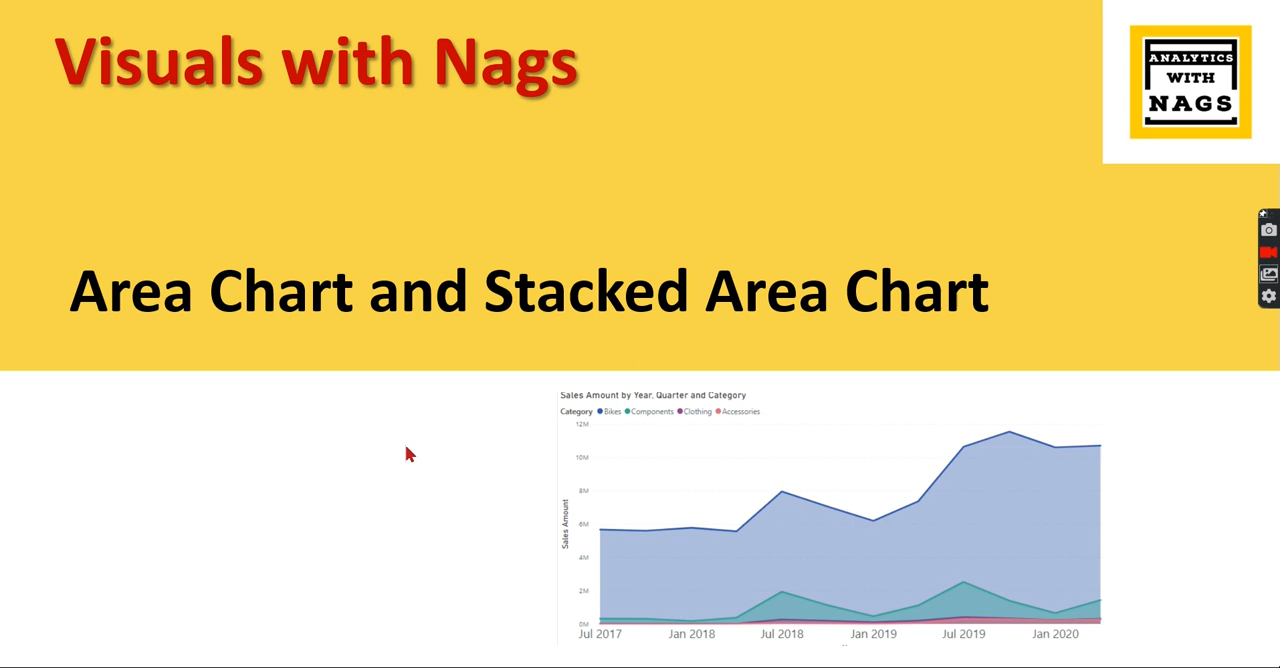 Visuals with Nags
ANALYTICS
WITH
NAGS
Area Chart and Stacked Area Chart
Sales Amount by Year, Quarter and Category
Category Bikes Components Clothing Accessories
12M
10M
8M
6M
4M
2M
0M
Sales Amount
Jul 2017 Jan 2018 Jul 2018 Jan 2019 Jul 2019 Jan 2020